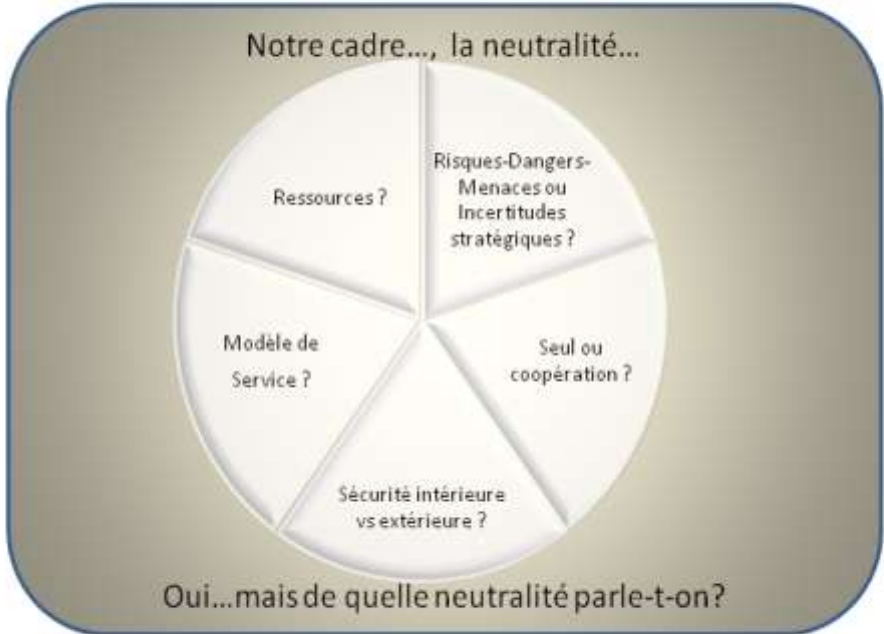 Notre cadre..., la neutralité...
Risques-Dangers-
Menaces ou
Incertitudes
stratégiques ?
Ressources ?
Seul ou
coopération ?
Modèle de
Service ?
Sécurité intérieure
vs extérieure ?
Oui...mais de quelle neutralité parle-t-on?